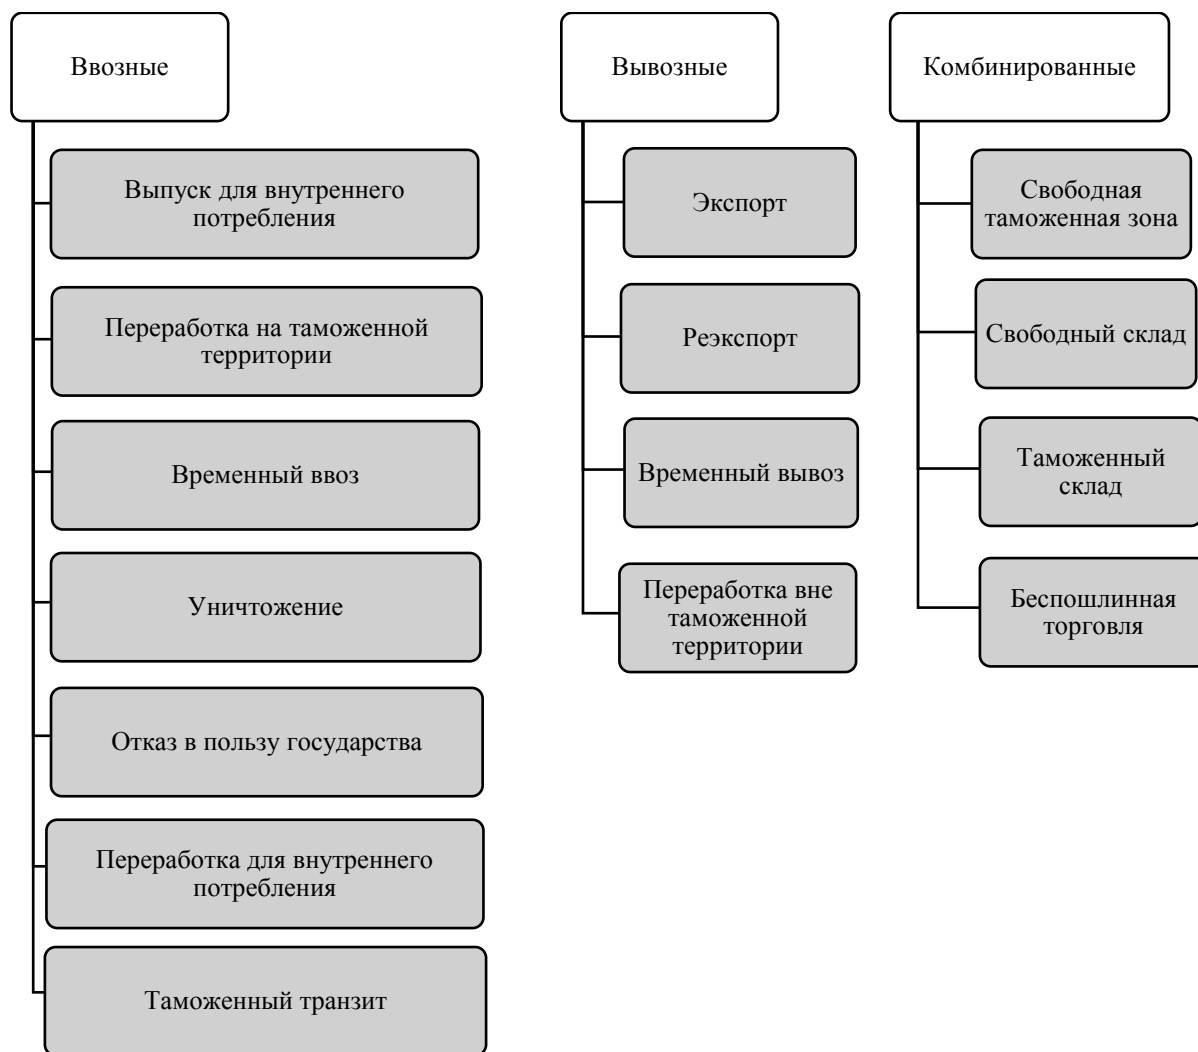 Ввозные
Выпуск для внутреннего
потребления
Переработка на таможенной
территории
Временный ввоз
Уничтожение
Отказ в пользу государства
Переработка для внутреннего
потребления
Таможенный транзит
Вывозные
Экспорт
Реэкспорт
Временный вывоз
Переработка вне
таможенной
территории
Комбинированные
Свободная
таможенная зона
Свободный склад
Таможенный
склад
Беспошлинная
торговля